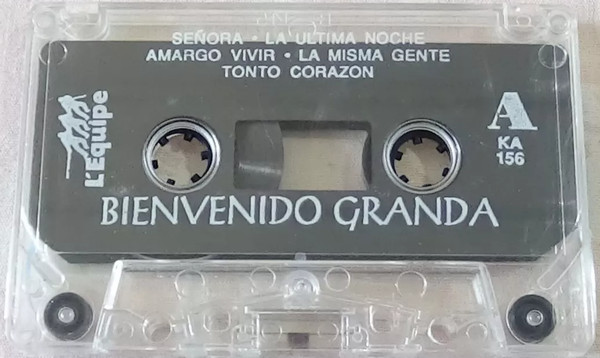 SEÑORA • LA ULTIMA NOCHE
AMARGO VIVIR • LA MISMA GENTE
TONTO CORAZON
L'Equipe
A
KA
156
BIENVENIDO GRANDA